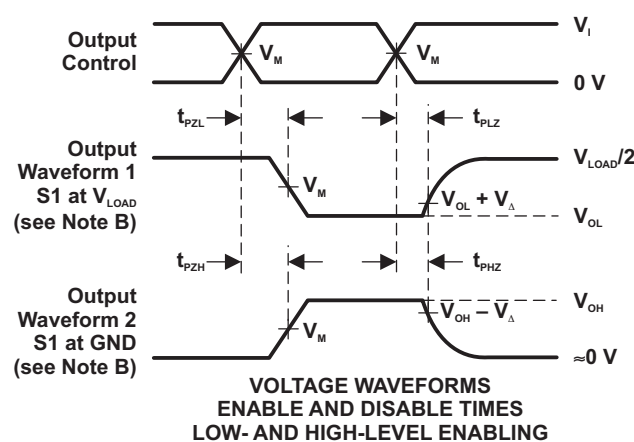 Output
Control
V_M
V_M
V_I
0 V
t_PZL
t_PLZ
Output
Waveform 1
S1 at V_LOAD
(see Note B)
V_M
V_LOAD/2
V_OL + V_Δ
V_OL
t_PZH
t_PHZ
Output
Waveform 2
S1 at GND
(see Note B)
V_M
V_OH
V_OH − V_Δ
≈0 V
VOLTAGE WAVEFORMS
ENABLE AND DISABLE TIMES
LOW- AND HIGH-LEVEL ENABLING